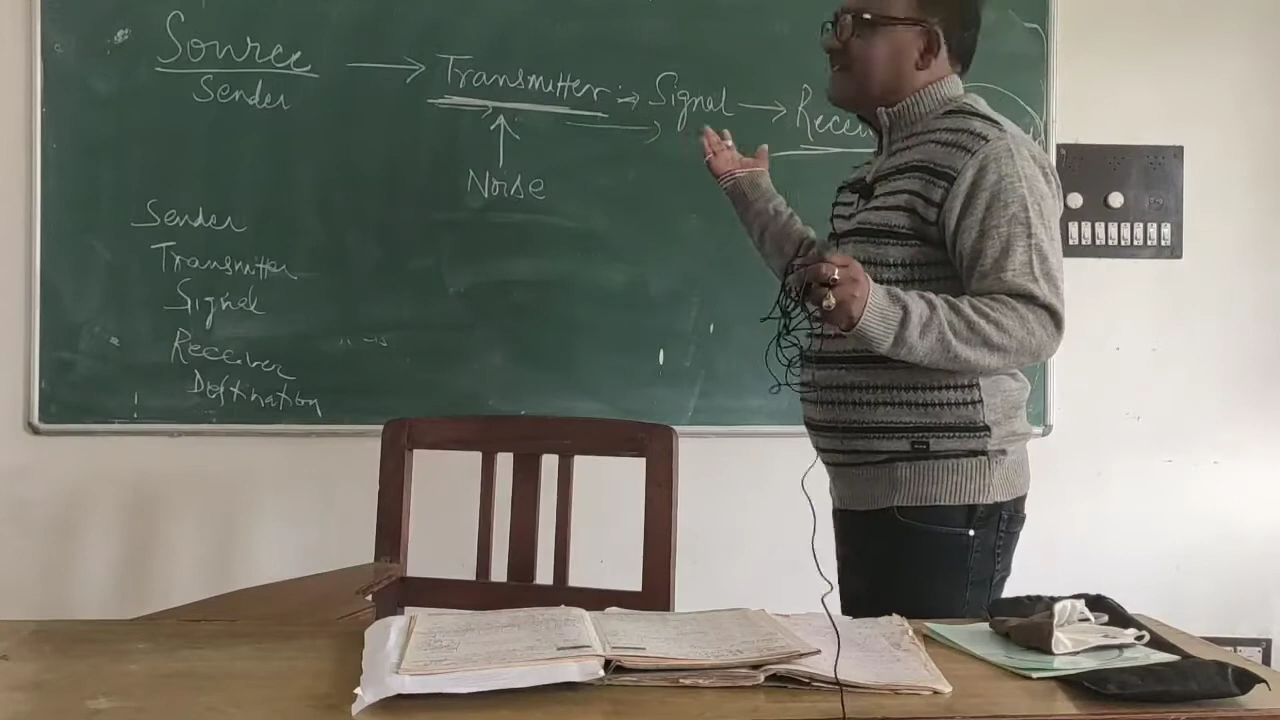 Source → Transmitter → Signal → Recei
Sender
Noise
Sender
Transmitter
Signal
Receiver
Destination